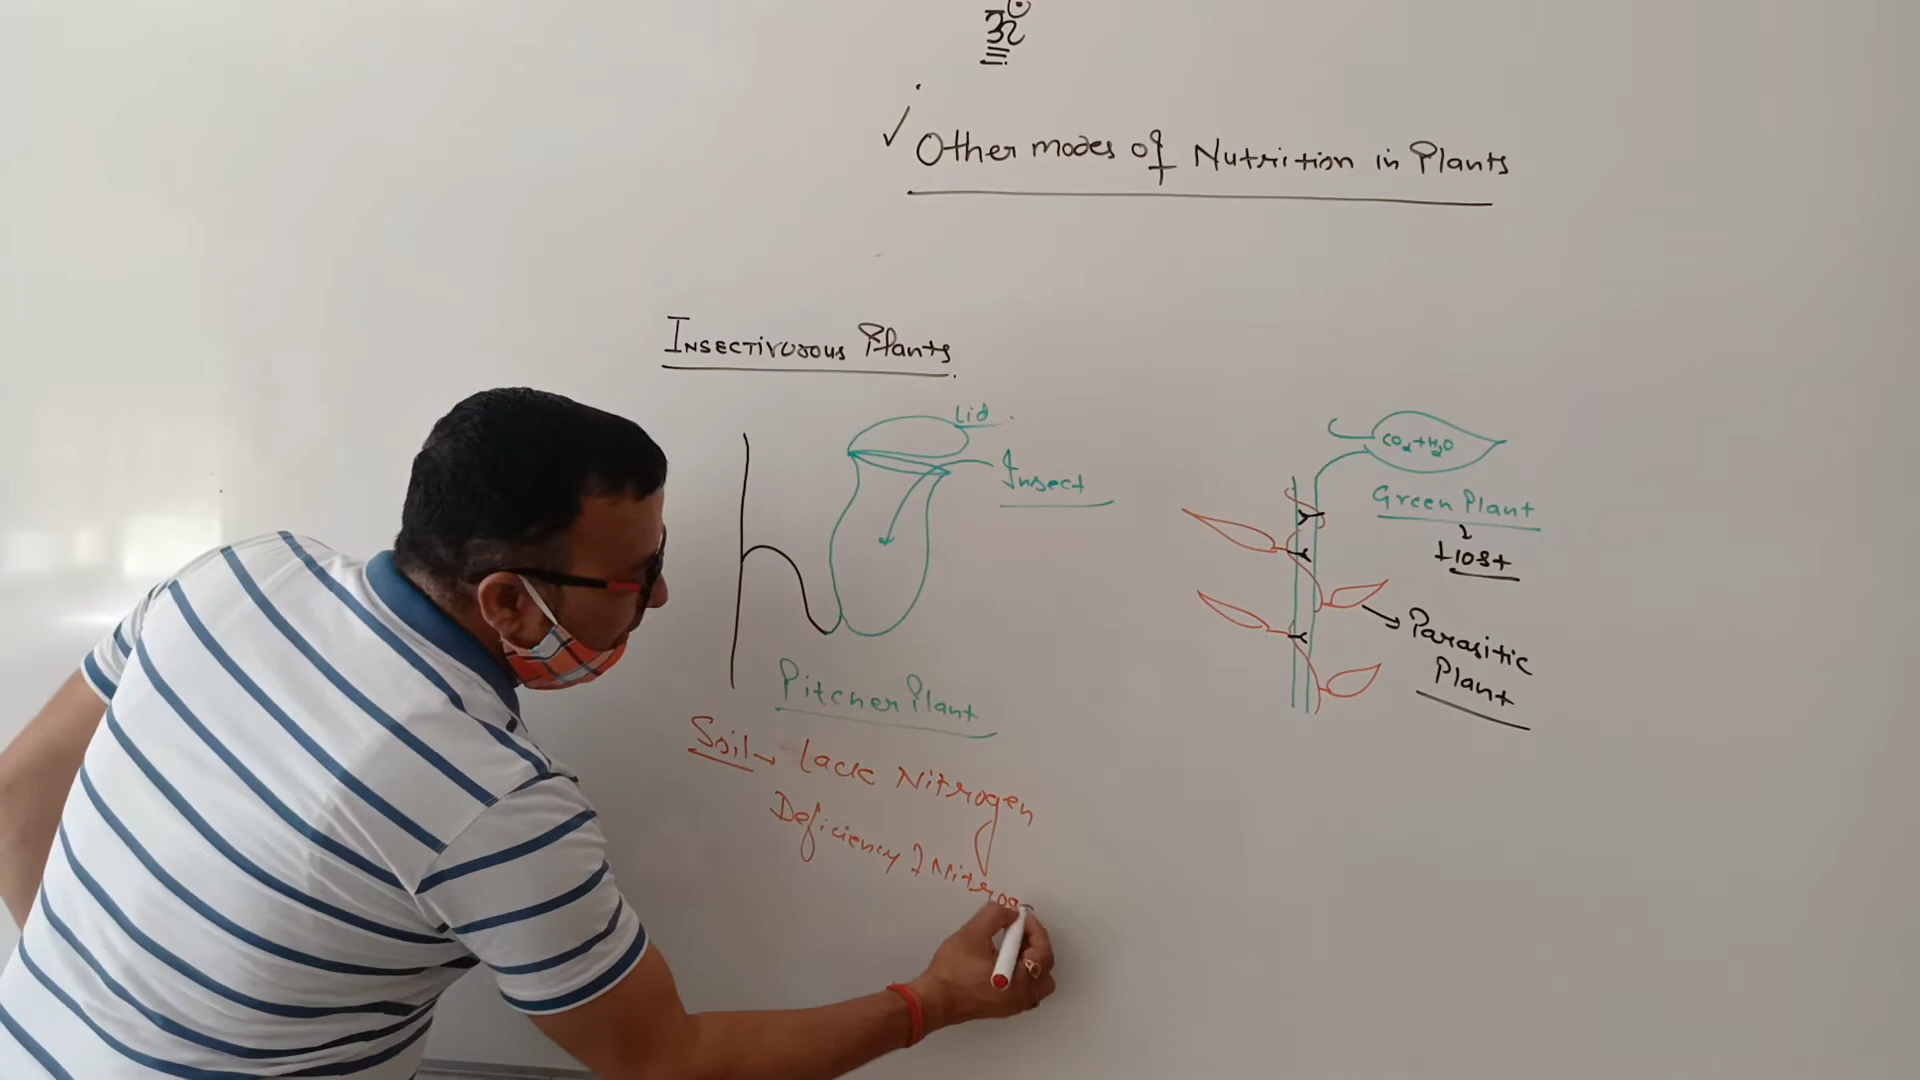 ॐ
Other modes of Nutrition in Plants
Insectivorous Plants
Lid
Insect
Pitcher Plant
Soil → Lack Nitrogen
Deficiency of Nitrog
CO2+H2O
Green Plant
Host
Parasitic
Plant